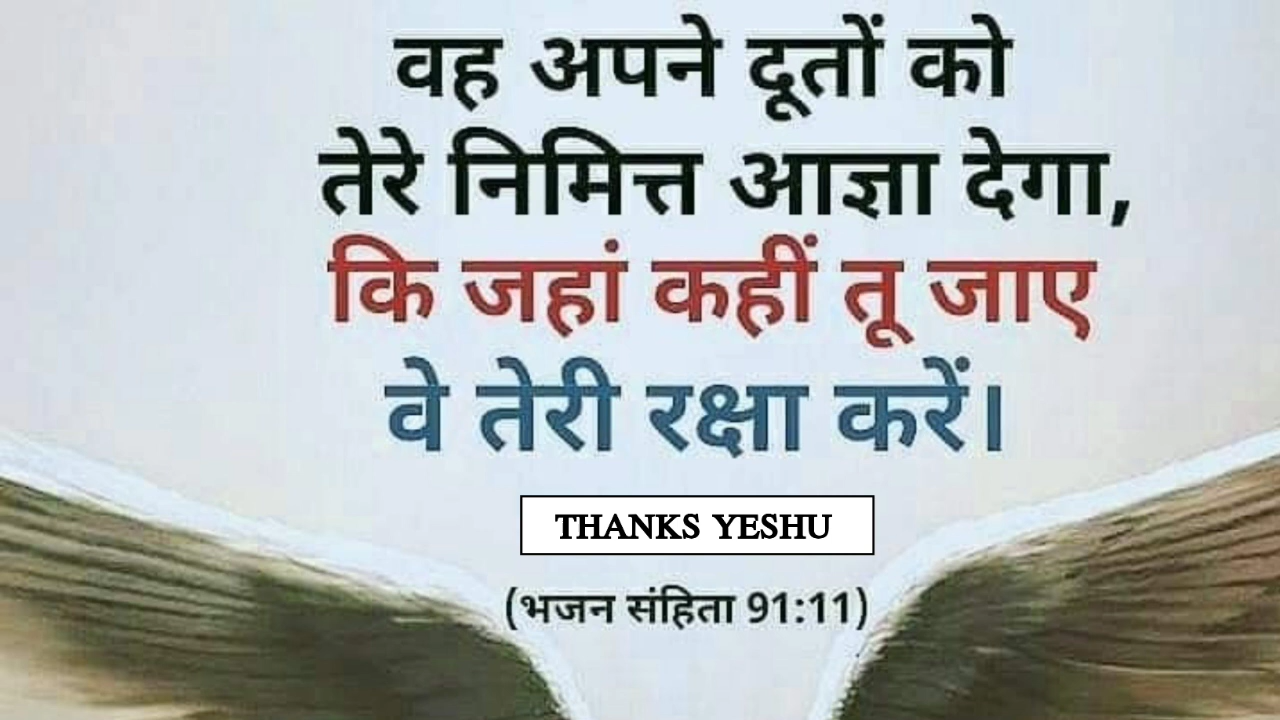 वह अपने दूतों को
तेरे निमित्त आज्ञा देगा,
कि जहां कहीं तू जाए
वे तेरी रक्षा करें।
THANKS YESHU
(भजन संहिता 91:11)